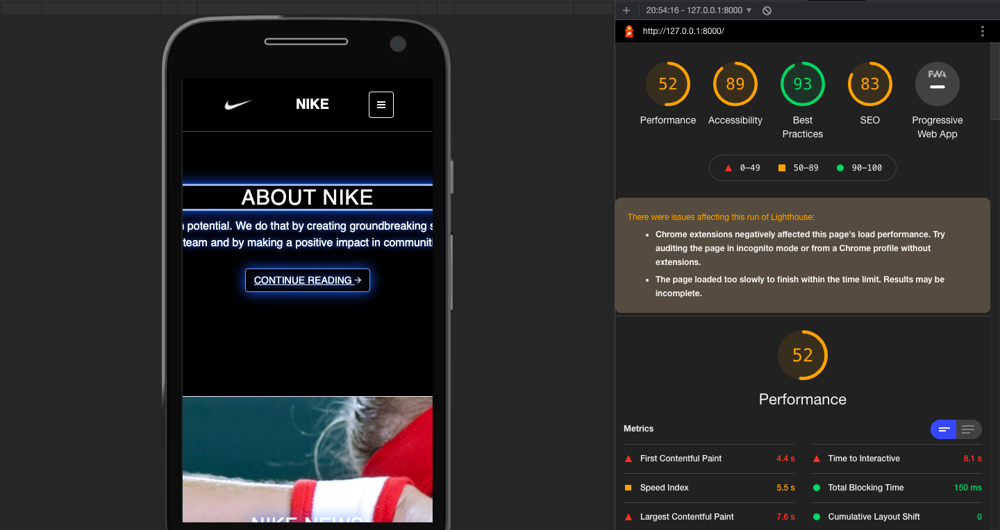 NIKE
ABOUT NIKE
potential. We do that by creating groundbreaking
team and by making a positive impact in
CONTINUE READING →
NIKE NEWS
+ 20:54:16 - 127.0.0.1:8000
http://127.0.0.1:8000/
52 89 93 83 PWA
Performance Accessibility Best Practices SEO Progressive Web App
0–49 50–89 90–100
There were issues affecting this run of Lighthouse:
• Chrome extensions negatively affected this page's load performance. Try
auditing the page in incognito mode or from a Chrome profile without
extensions.
• The page loaded too slowly to finish within the time limit. Results may be
incomplete.
52
Performance
Metrics
First Contentful Paint 4.4 s
Time to Interactive 8.1 s
Speed Index 5.5 s
Total Blocking Time 150 ms
Largest Contentful Paint 7.6 s
Cumulative Layout Shift 0